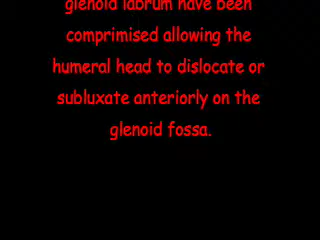 glenoid labrum have been
comprimised allowing the
humeral head to dislocate or
subluxate anteriorly on the
glenoid fossa.